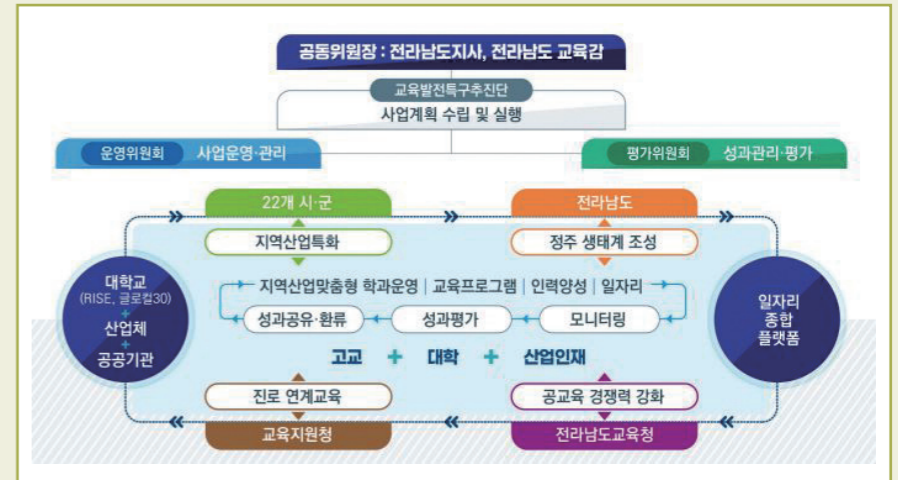 공동위원장 : 전라남도지사, 전라남도 교육감
교육발전특구추진단
사업계획 수립 및 실행
운영위원회 사업운영·관리
평가위원회 성과관리·평가
22개 시·군
전라남도
지역산업특화
정주 생태계 조성
대학교
(RISE, 글로컬30)
+
산업체
+
공공기관
지역산업맞춤형 학과운영 | 교육프로그램 | 인력양성 | 일자리
성과공유·환류
성과평가
모니터링
고교 + 대학 + 산업인재
일자리
종합
플랫폼
진로 연계교육
공교육 경쟁력 강화
교육지원청
전라남도교육청